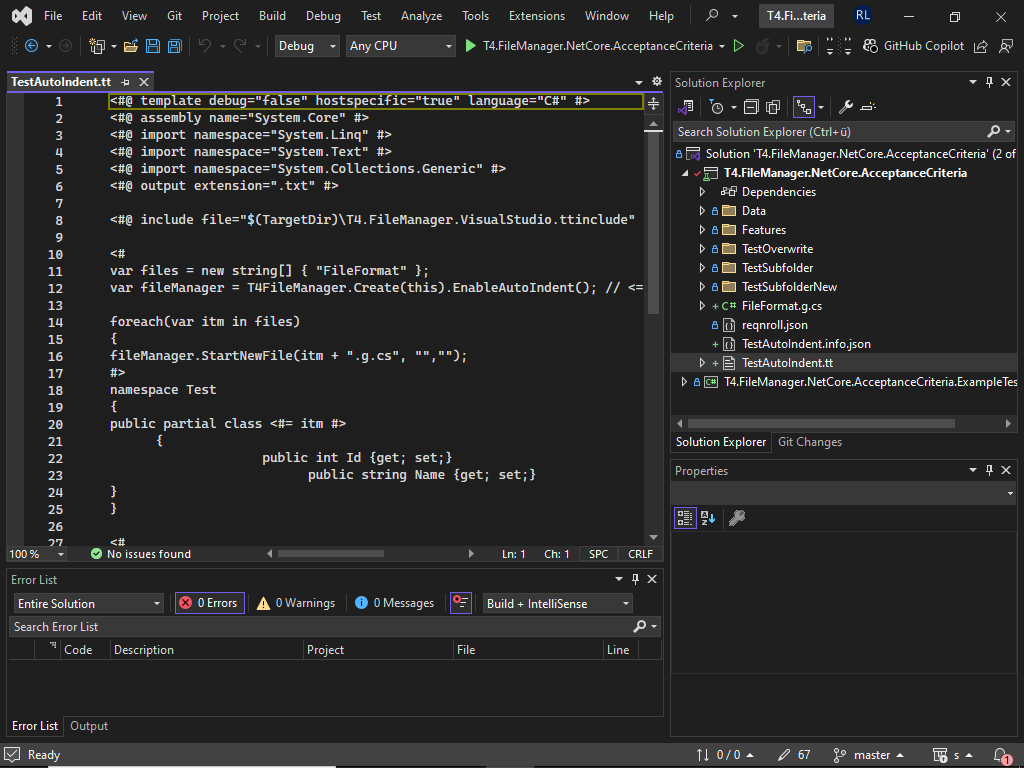 File Edit View Git Project Build Debug Test Analyze Tools Extensions Window Help T4.Fi...teria RL
Debug Any CPU T4.FileManager.NetCore.AcceptanceCriteria GitHub Copilot
TestAutoIndent.tt
1 <#@ template debug="false" hostspecific="true" language="C#" #>
2 <#@ assembly name="System.Core" #>
3 <#@ import namespace="System.Linq" #>
4 <#@ import namespace="System.Text" #>
5 <#@ import namespace="System.Collections.Generic" #>
6 <#@ output extension=".txt" #>
7
8 <#@ include file="$(TargetDir)\T4.FileManager.VisualStudio.ttinclude"
9
10 <#
11 var files = new string[] { "FileFormat" };
12 var fileManager = T4FileManager.Create(this).EnableAutoIndent(); // <=
13
14 foreach(var itm in files)
15 {
16 fileManager.StartNewFile(itm + ".g.cs", "","");
17 #>
18 namespace Test
19 {
20 public partial class <#= itm #>
21 {
22 public int Id {get; set;}
23 public string Name {get; set;}
24 }
25 }
26
27 <#
100 % No issues found Ln: 1 Ch: 1 SPC CRLF
Error List
Entire Solution 0 Errors 0 Warnings 0 Messages Build + IntelliSense
Search Error List
Code Description Project File Line
Error List Output
Solution Explorer
Search Solution Explorer (Ctrl+ü)
Solution 'T4.FileManager.NetCore.AcceptanceCriteria' (2 of
T4.FileManager.NetCore.AcceptanceCriteria
Dependencies
Data
Features
TestOverwrite
TestSubfolder
TestSubfolderNew
C# FileFormat.g.cs
reqnroll.json
TestAutoIndent.info.json
TestAutoIndent.tt
C# T4.FileManager.NetCore.AcceptanceCriteria.ExampleTes
Solution Explorer Git Changes
Properties
Ready 0 / 0 67 master s 1